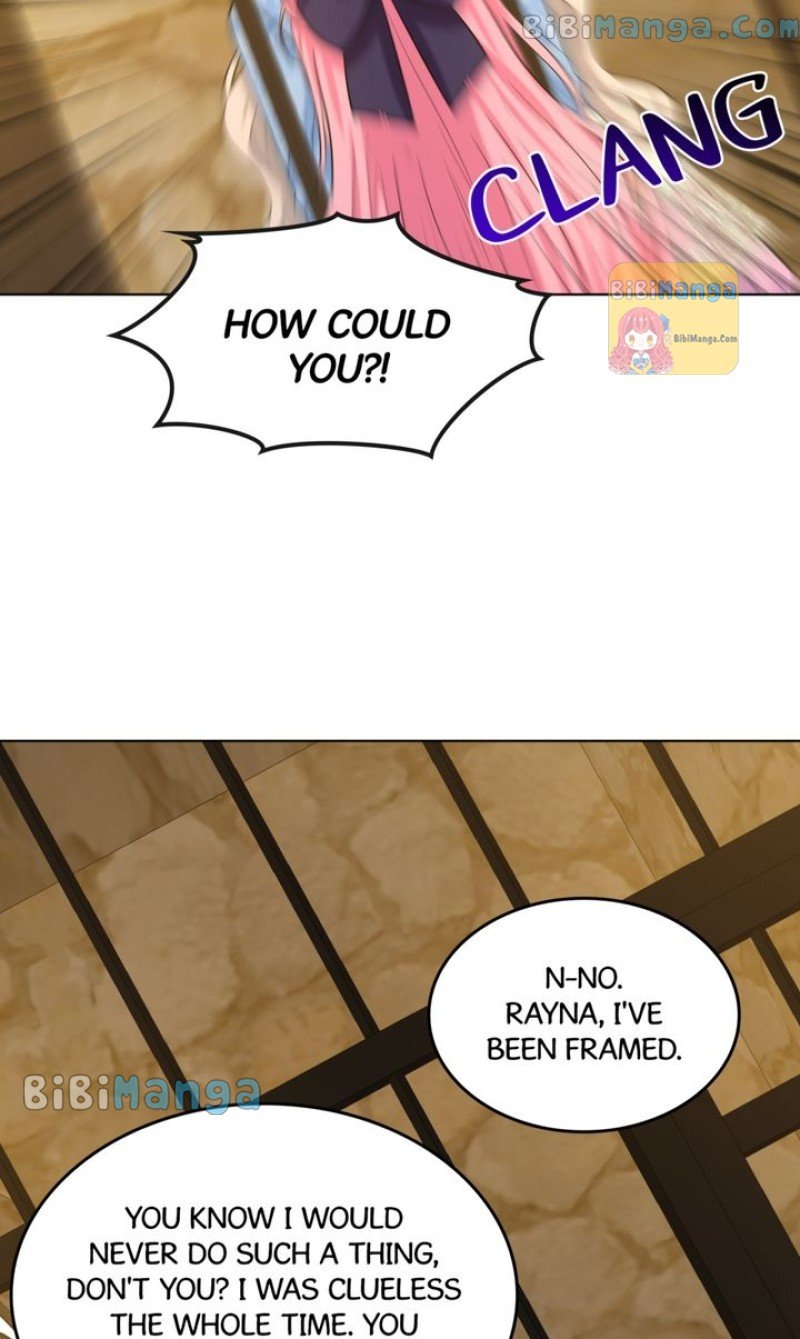 BiBiManga.Com
CLANG
BiBiManga
BibiManga.Com
HOW COULD
YOU?!
N-NO.
RAYNA, I'VE
BEEN FRAMED.
BiBiManga
YOU KNOW I WOULD
NEVER DO SUCH A THING,
DON'T YOU? I WAS CLUELESS
THE WHOLE TIME. YOU